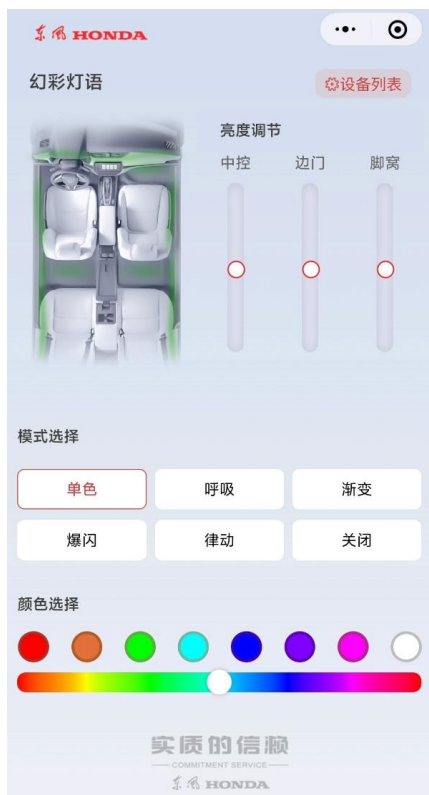 东风 HONDA
幻彩灯语
设备列表
亮度调节
中控 边门 脚窝
模式选择
单色 呼吸 渐变
爆闪 律动 关闭
颜色选择
实质的信赖
COMMITMENT SERVICE
东风 HONDA